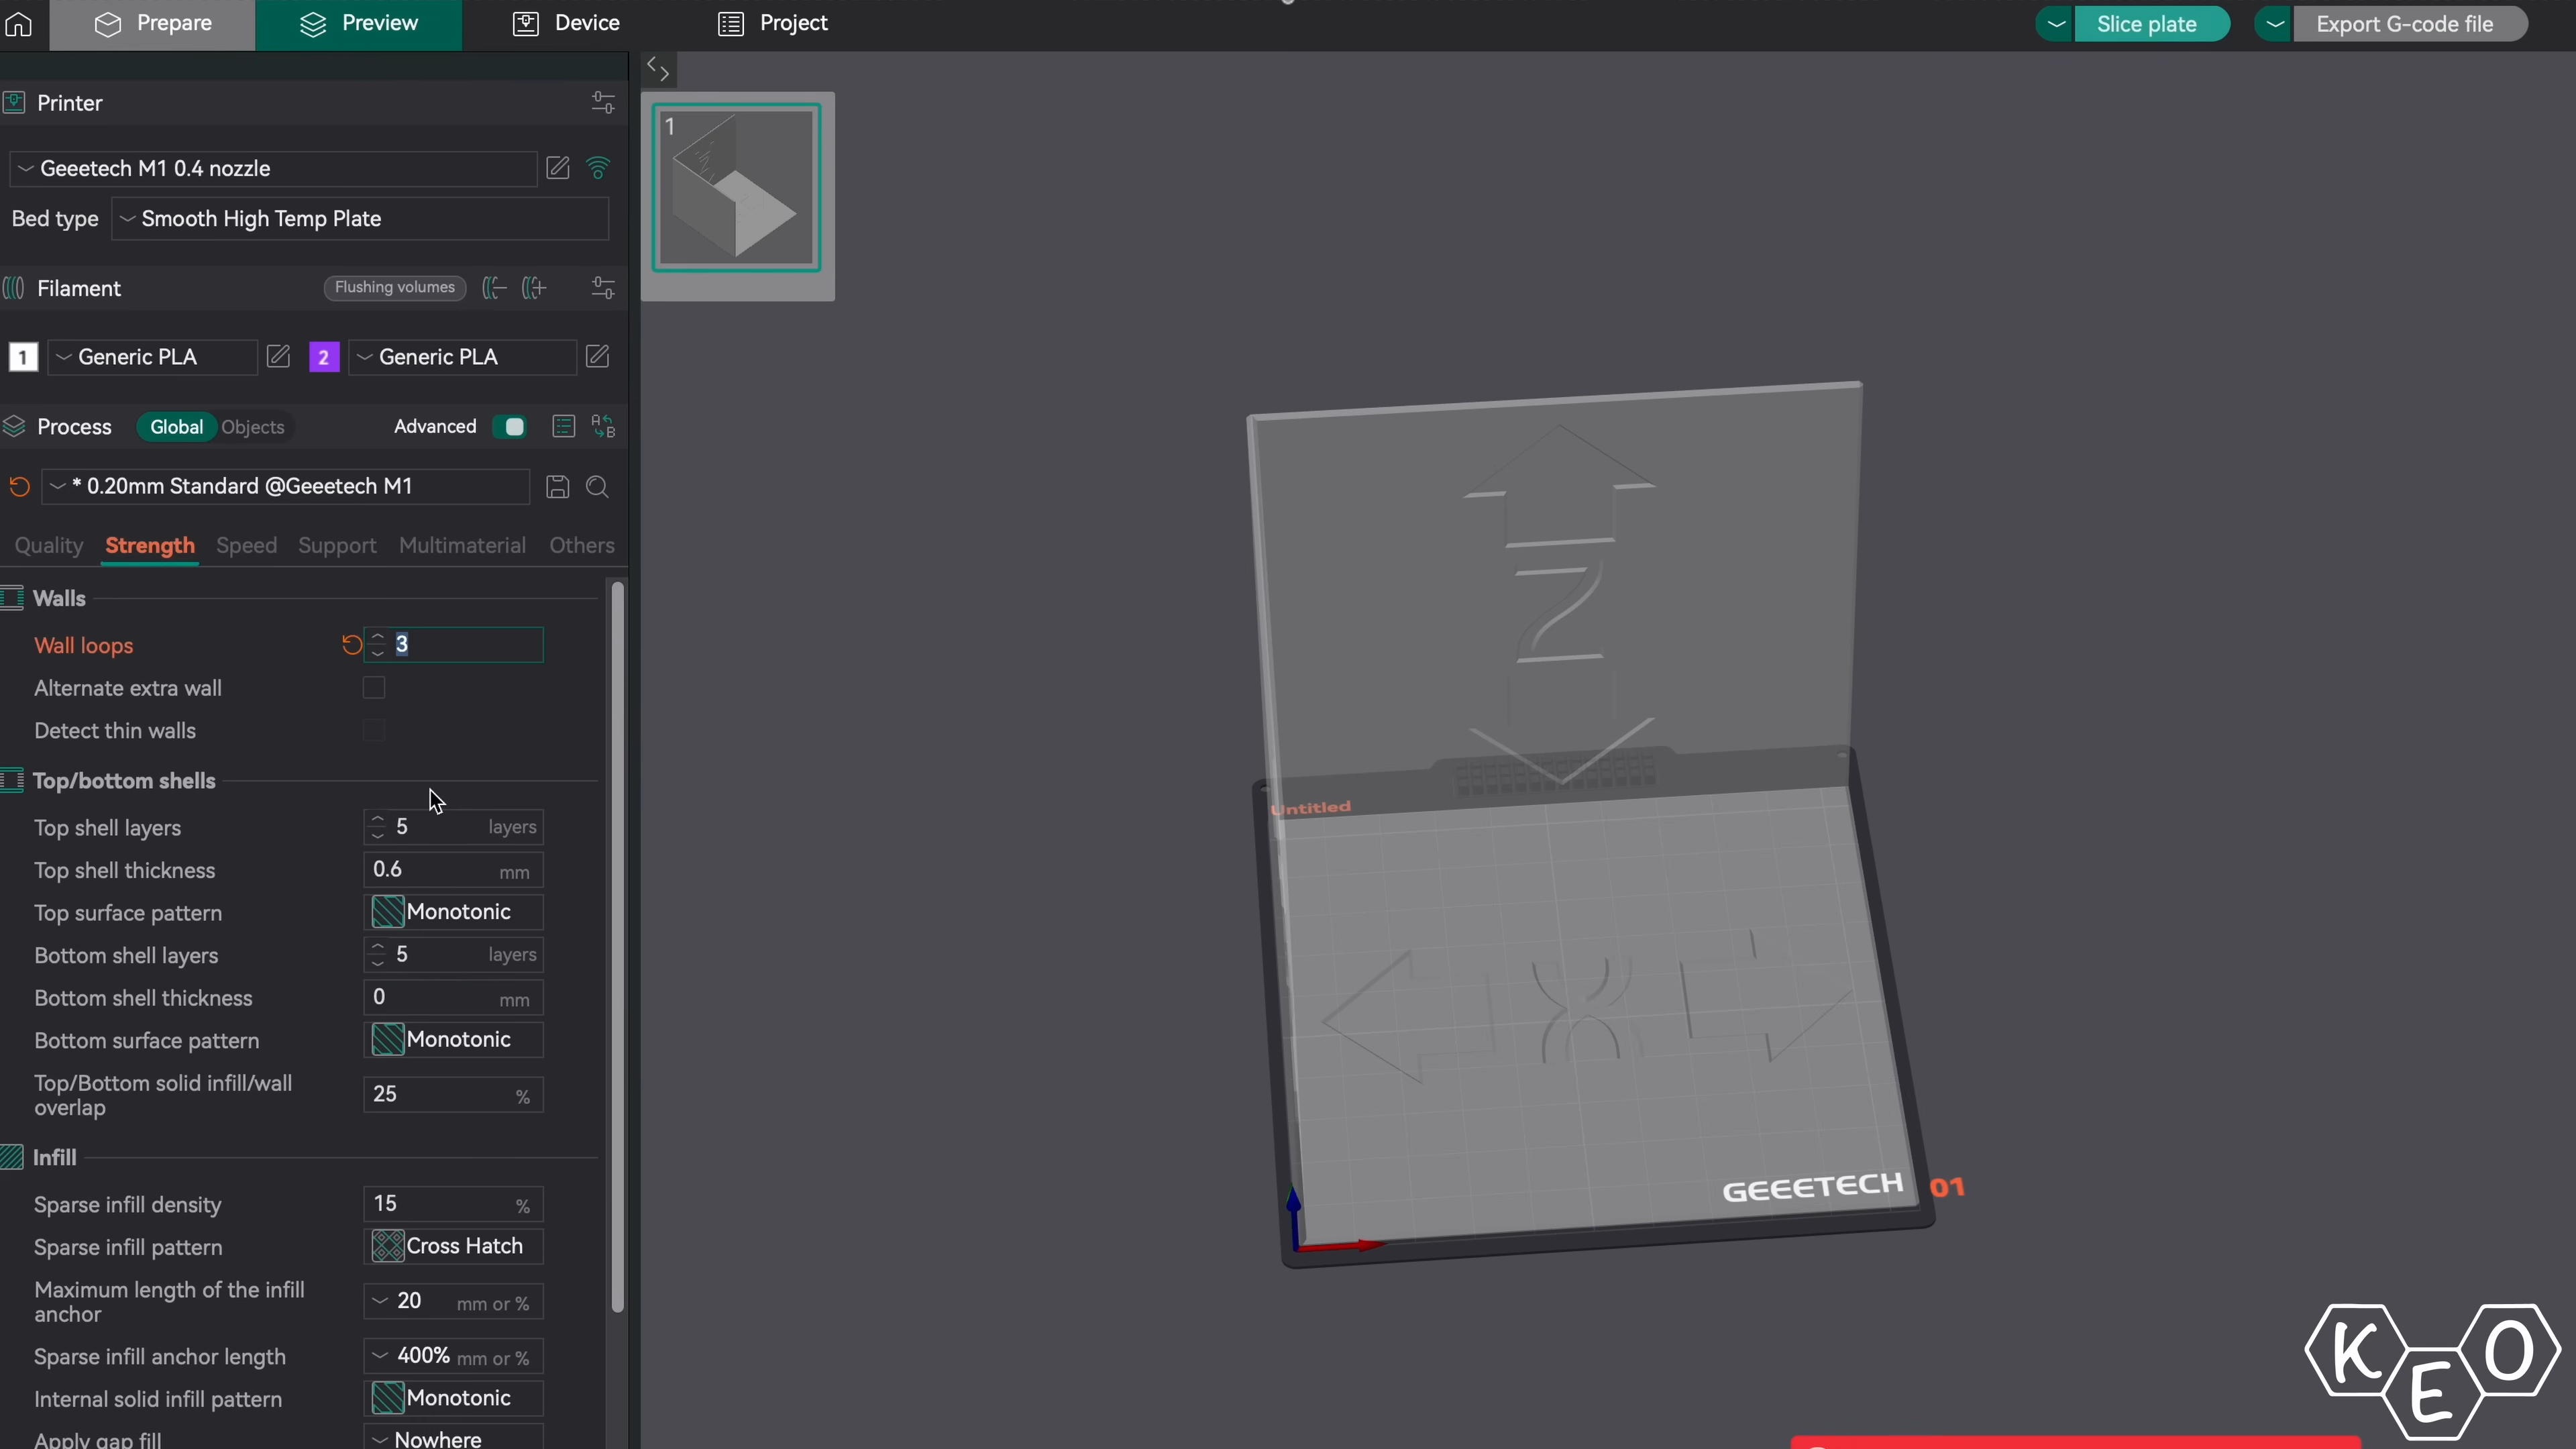 Prepare
Preview
Device
Project
Slice plate
Export G-code file
Printer
Geeetech M1 0.4 nozzle
Bed type
Smooth High Temp Plate
Filament
Flushing volumes
1 Generic PLA
2 Generic PLA
Process
Global
Objects
Advanced
* 0.20mm Standard @Geeetech M1
Quality
Strength
Speed
Support
Multimaterial
Others
Walls
Wall loops 3
Alternate extra wall
Detect thin walls
Top/bottom shells
Top shell layers 5 layers
Top shell thickness 0.6 mm
Top surface pattern Monotonic
Bottom shell layers 5 layers
Bottom shell thickness 0 mm
Bottom surface pattern Monotonic
Top/Bottom solid infill/wall
overlap
25 %
Infill
Sparse infill density 15 %
Sparse infill pattern Cross Hatch
Maximum length of the infill
anchor
20 mm or %
Sparse infill anchor length 400% mm or %
Internal solid infill pattern Monotonic
Apply gap fill Nowhere
1
Z
Untitled
X
GEEETECH
01
KEO